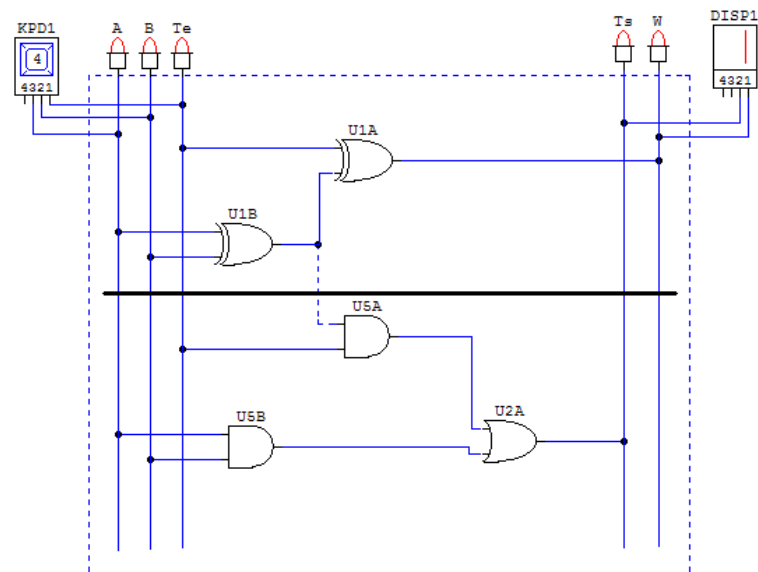 KPD1 A B Te Ts W DISP1
4
4321 4321
U1A
U1B
U5A
U5B U2A